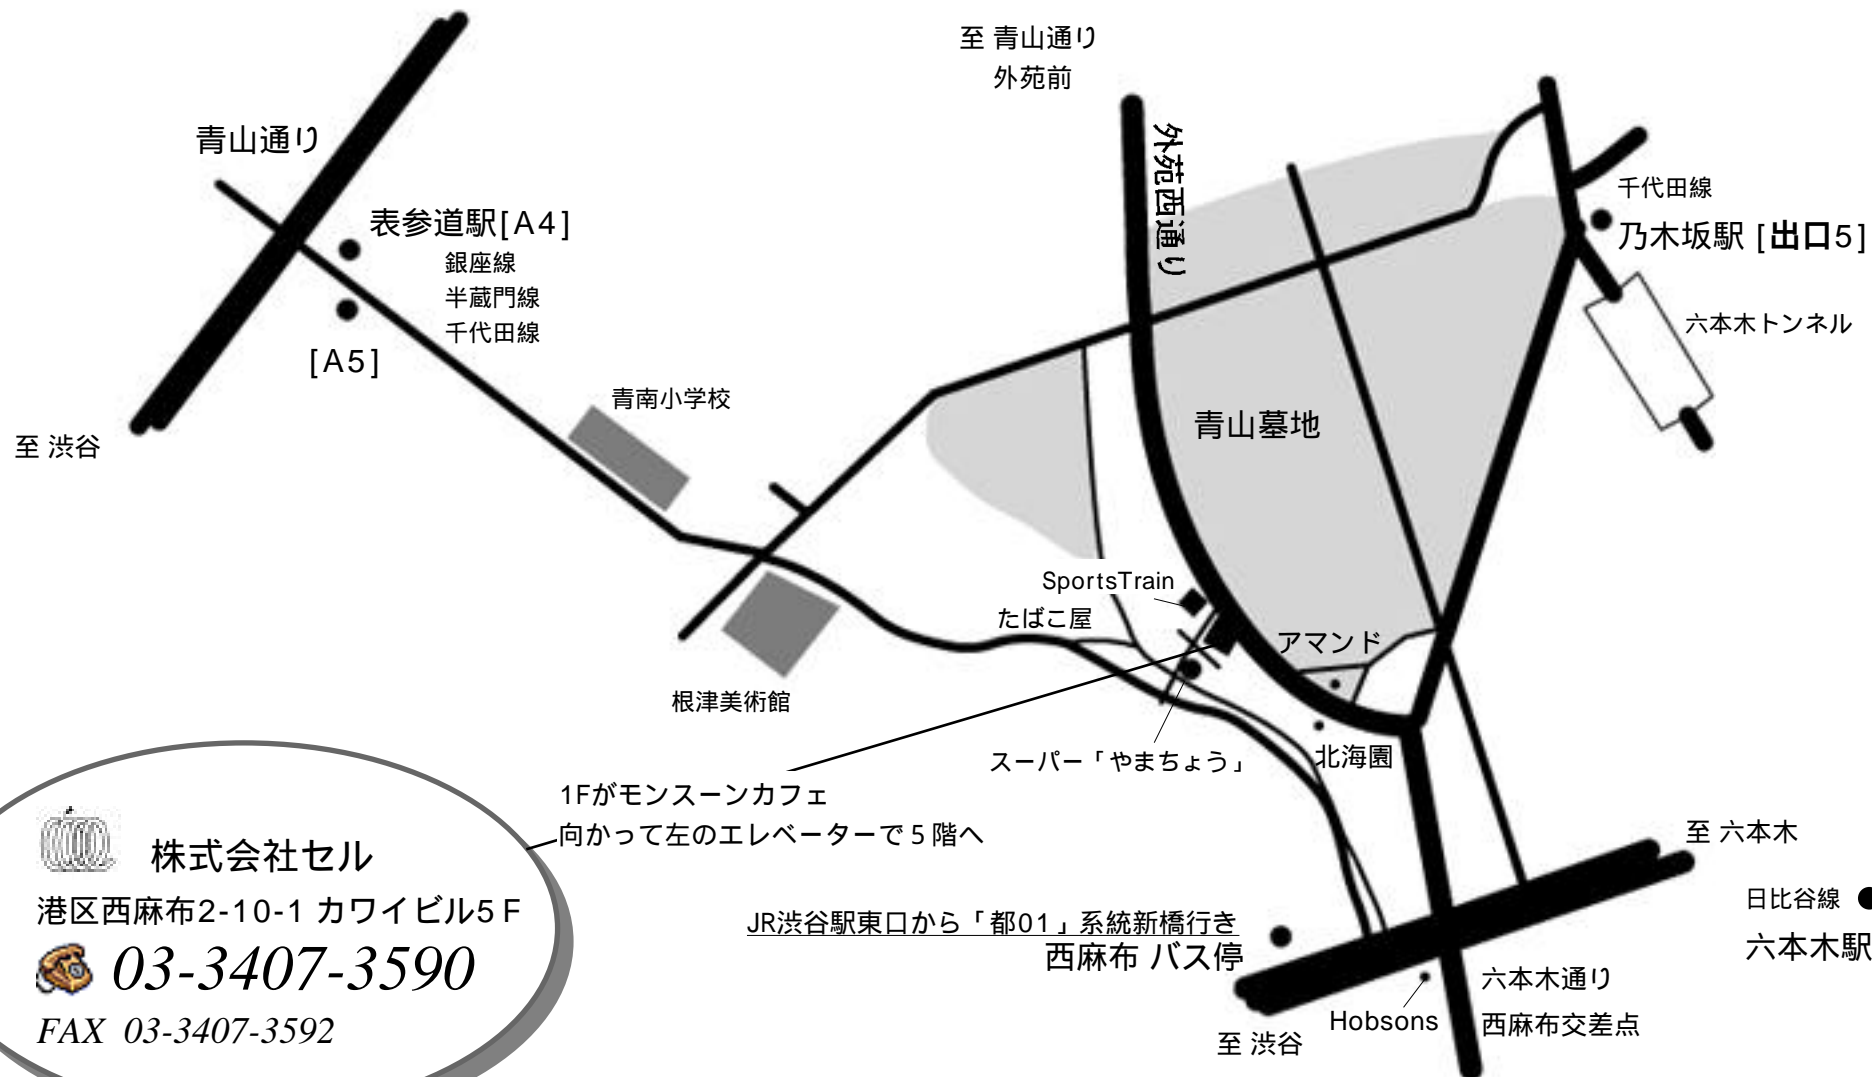 至 青山通り
外苑前
青山通り
外苑西通り
千代田線
乃木坂駅 [出口5]
表参道駅[A4]
銀座線
半蔵門線
千代田線
[A5]
六本木トンネル
青南小学校
青山墓地
至 渋谷
SportsTrain
たばこ屋
アマンド
根津美術館
スーパー「やまちょう」
北海園
1Fがモンスーンカフェ
向かって左のエレベーターで5階へ
至 六本木
株式会社セル
港区西麻布2-10-1 カワイビル5F
03-3407-3590
FAX 03-3407-3592
JR渋谷駅東口から「都01」系統新橋行き
西麻布 バス停
日比谷線
六本木駅
六本木通り
西麻布交差点
Hobsons
至 渋谷